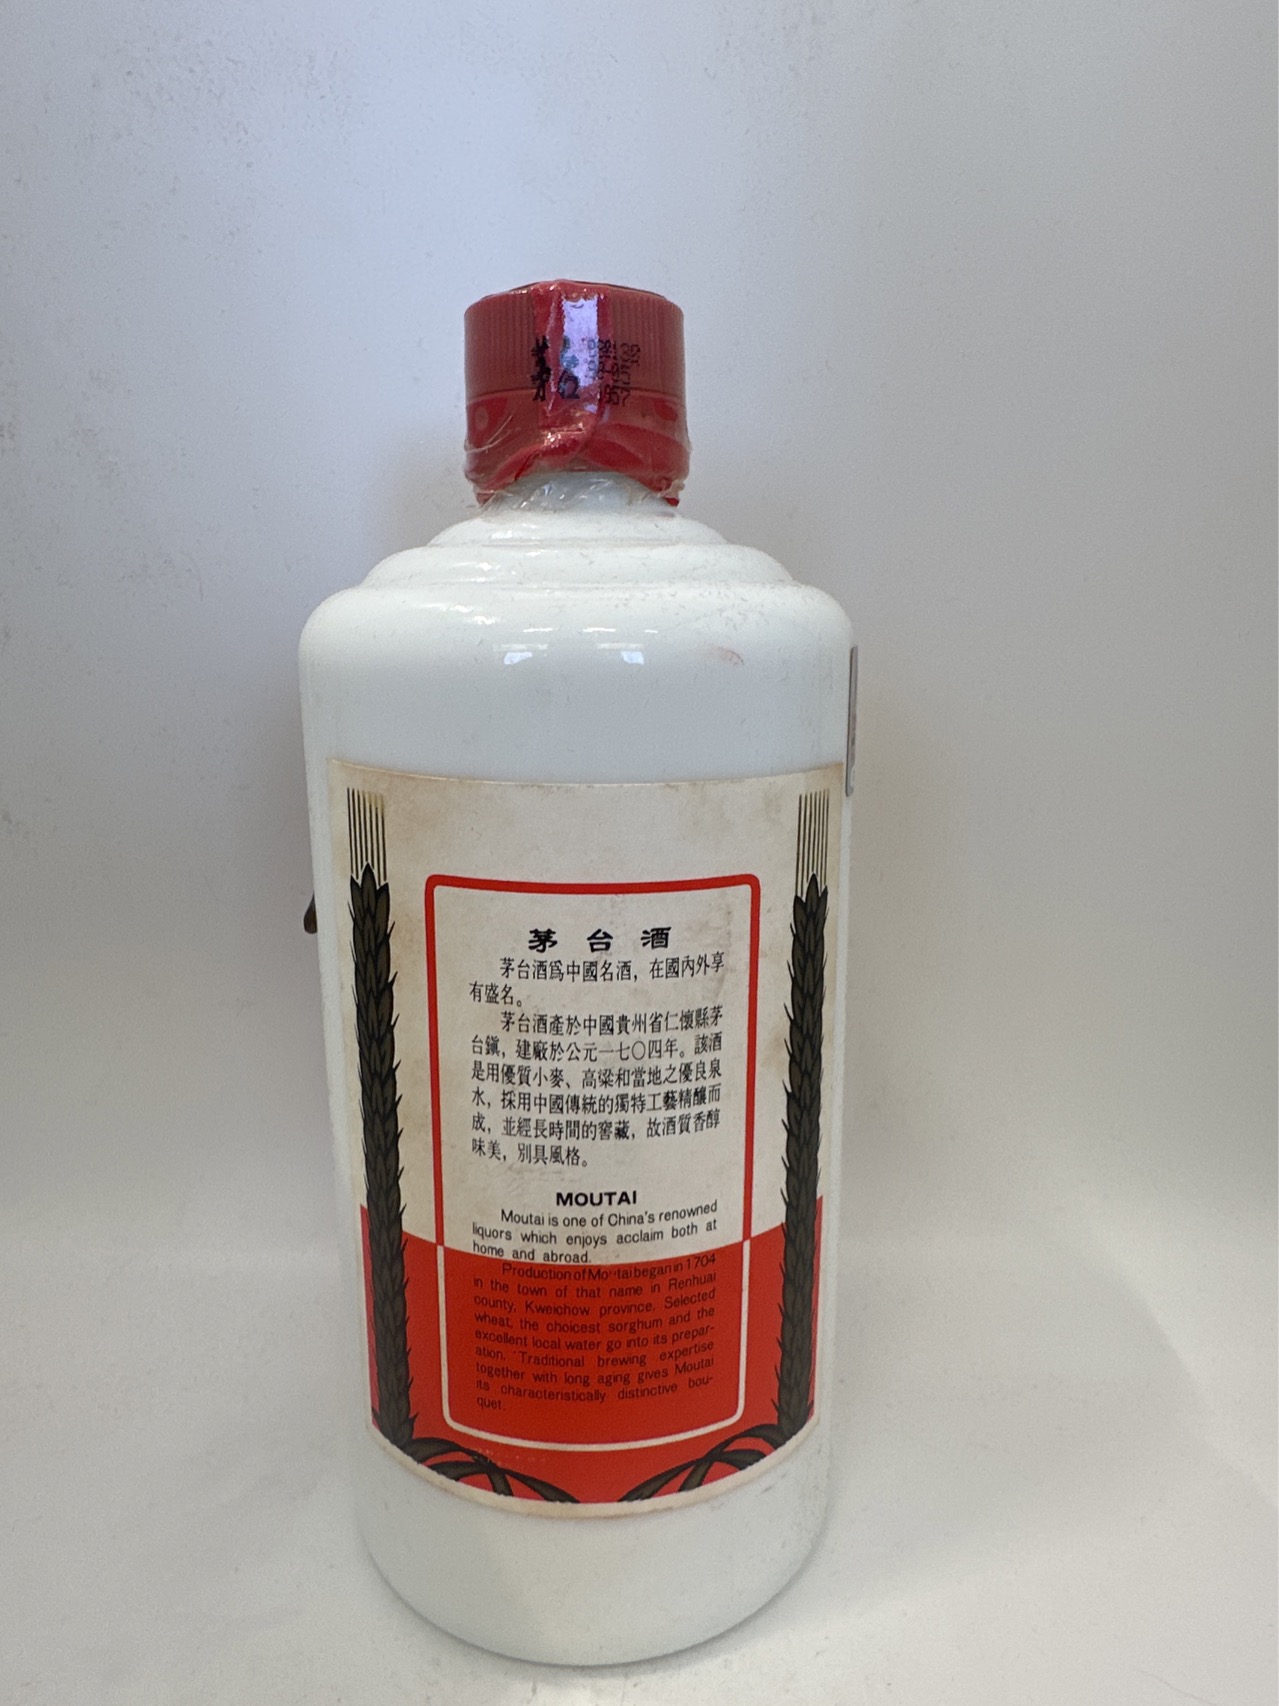 茅台
1957
茅台酒
茅台酒爲中國名酒，在國內外享
有盛名。
茅台酒產於中國貴州省仁懷縣茅
台鎭，建廠於公元一七〇四年。該酒
是用優質小麥、高粱和當地之優良泉
水，採用中國傳統的獨特工藝精釀而
成，並經長時間的窖藏，故酒質香醇
味美，別具風格。
MOUTAI
Moutai is one of China's renowned
liquors which enjoys acclaim both at
home and abroad.
Production of Moutai began in 1704
in the town of that name in Renhuai
county, Kweichow province. Selected
wheat, the choicest sorghum and the
excellent local water go into its prepar-
ation. Traditional brewing expertise
together with long aging gives Moutai
its characteristically distinctive bou-
quet.